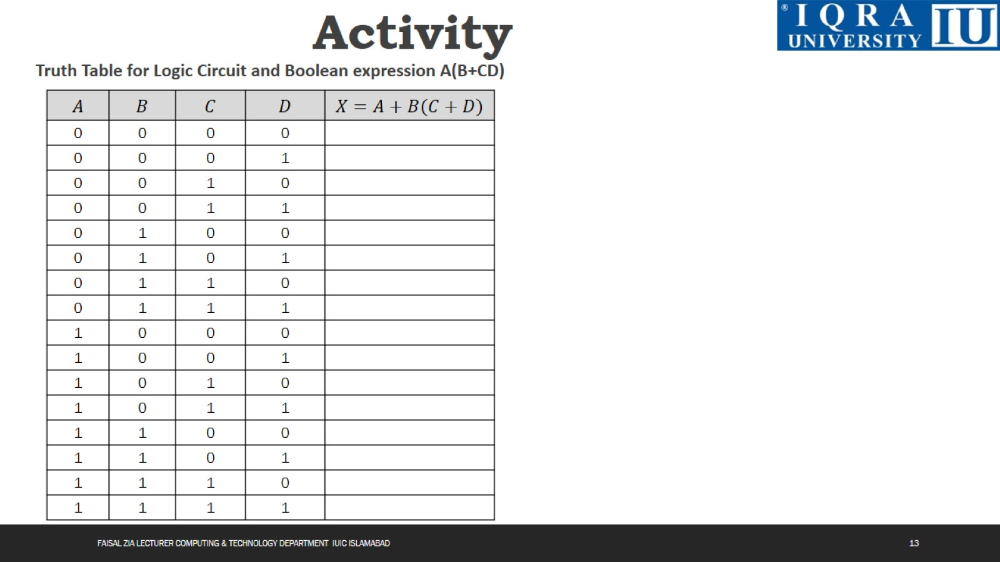 Activity
® IQRA
UNIVERSITY IU
Truth Table for Logic Circuit and Boolean expression A(B+CD)
A B C D X = A + B(C + D)
0 0 0 0
0 0 0 1
0 0 1 0
0 0 1 1
0 1 0 0
0 1 0 1
0 1 1 0
0 1 1 1
1 0 0 0
1 0 0 1
1 0 1 0
1 0 1 1
1 1 0 0
1 1 0 1
1 1 1 0
1 1 1 1
FAISAL ZIA LECTURER COMPUTING & TECHNOLOGY DEPARTMENT IUIC ISLAMABAD
13